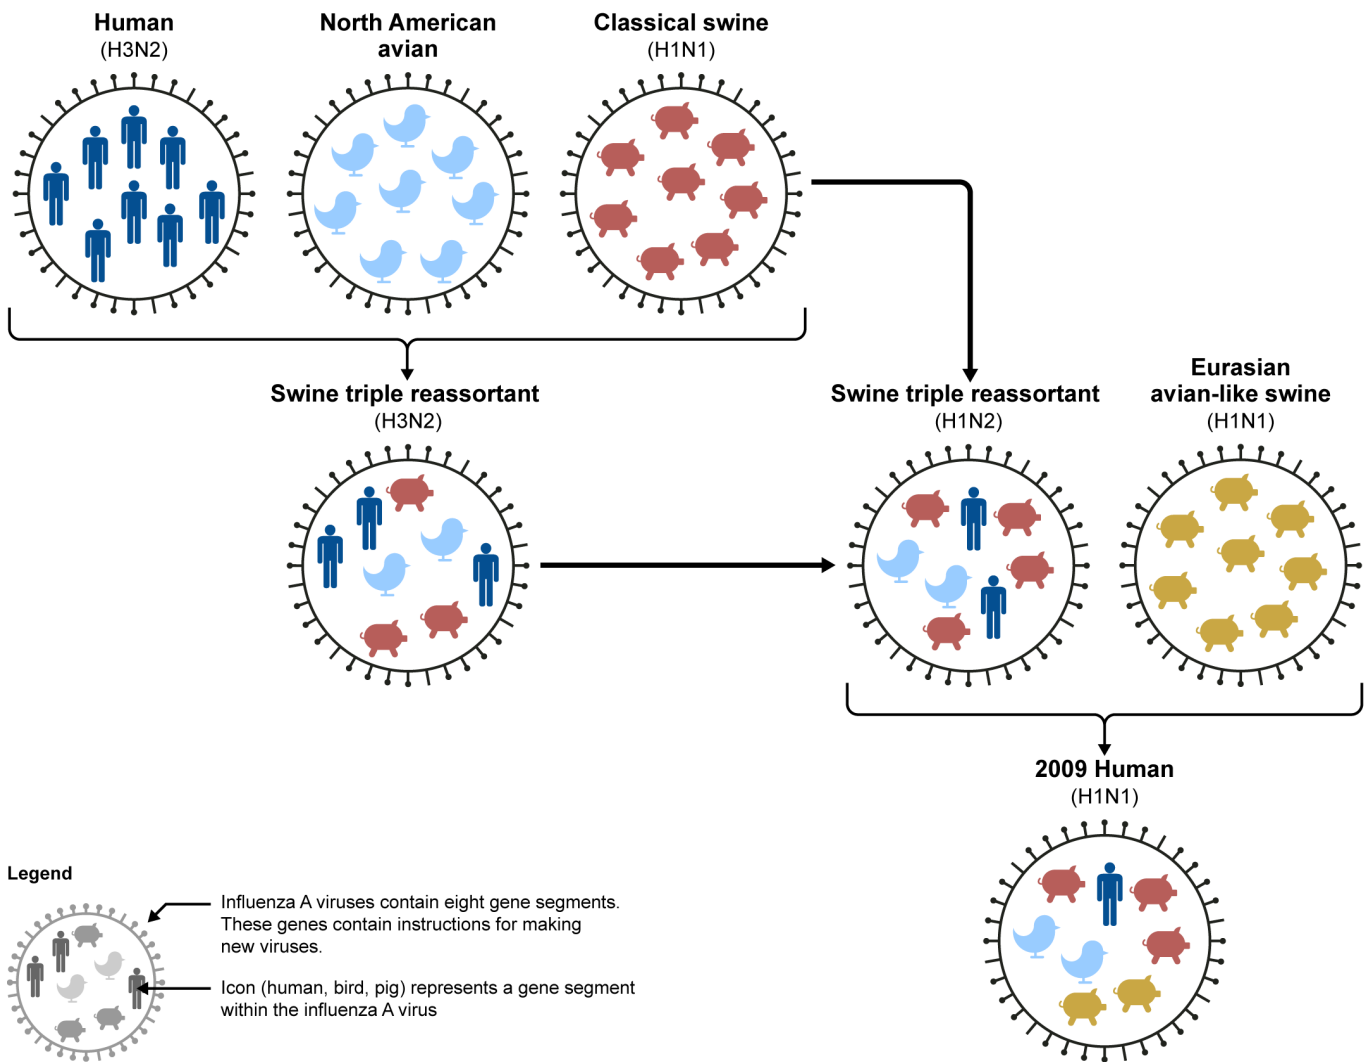 Human
(H3N2)
North American
avian
Classical swine
(H1N1)
Swine triple reassortant
(H3N2)
Swine triple reassortant
(H1N2)
Eurasian
avian-like swine
(H1N1)
2009 Human
(H1N1)
Legend
Influenza A viruses contain eight gene segments.
These genes contain instructions for making
new viruses.
Icon (human, bird, pig) represents a gene segment
within the influenza A virus